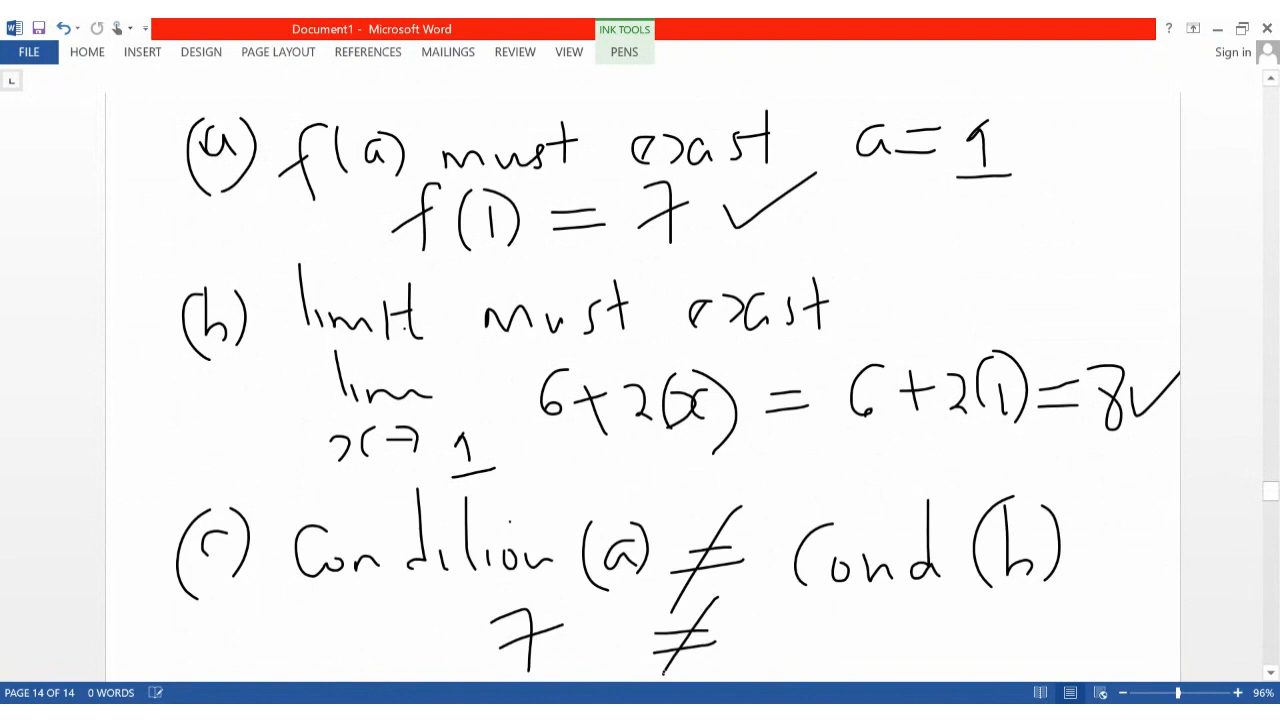 Document1 - Microsoft Word
INK TOOLS
?
FILE HOME INSERT DESIGN PAGE LAYOUT REFERENCES MAILINGS REVIEW VIEW PENS
Sign in
(a) f(a) must exist a = 1
f(1) = 7 ✓
(b) limit must exist
lim 6+2(x) = 6+2(1) = 8 ✓
x→1
(c) Condition (a) ≠ Cond (b)
7 ≠
PAGE 14 OF 14 0 WORDS
96%